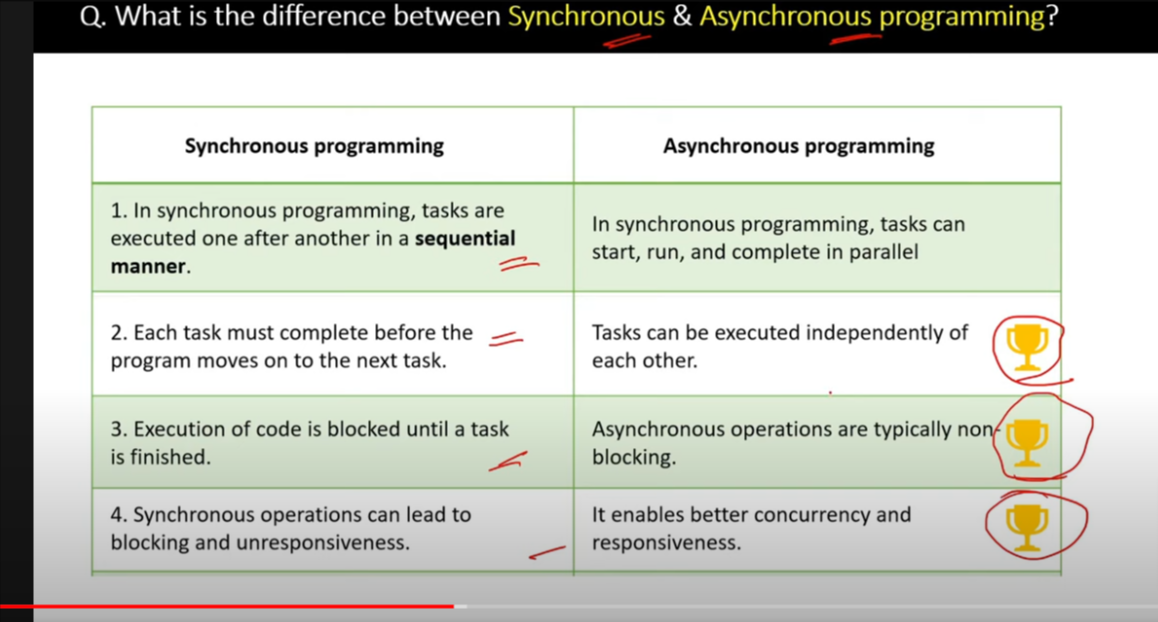 Q. What is the difference between Synchronous & Asynchronous programming?
Synchronous programming
Asynchronous programming
1. In synchronous programming, tasks are
executed one after another in a sequential
manner.
In synchronous programming, tasks can
start, run, and complete in parallel
2. Each task must complete before the
program moves on to the next task.
Tasks can be executed independently of
each other.
3. Execution of code is blocked until a task
is finished.
Asynchronous operations are typically non-
blocking.
4. Synchronous operations can lead to
blocking and unresponsiveness.
It enables better concurrency and
responsiveness.